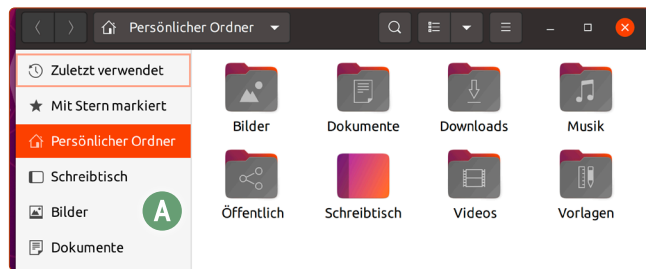 Persönlicher Ordner
Zuletzt verwendet
Mit Stern markiert
Persönlicher Ordner
Schreibtisch
Bilder
Dokumente
A
Bilder Dokumente Downloads Musik
Öffentlich Schreibtisch Videos Vorlagen